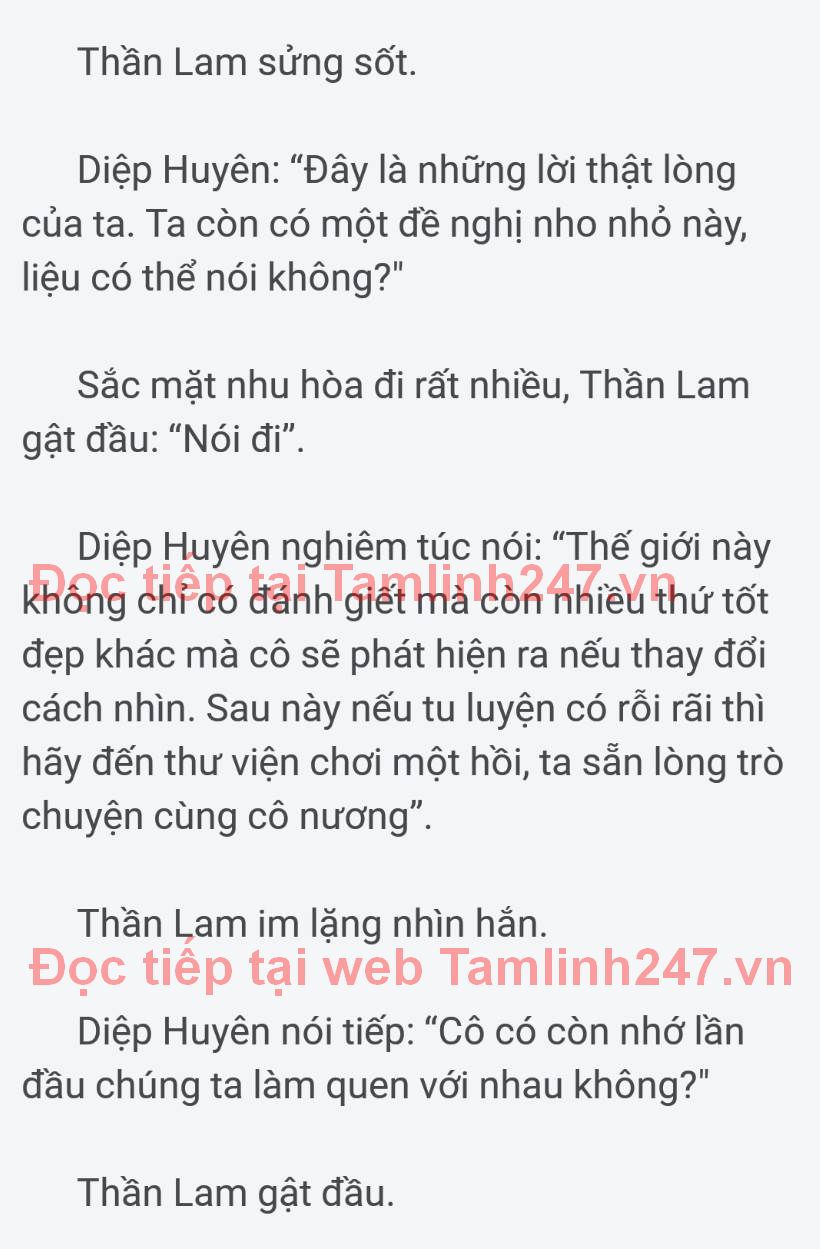 Thần Lam sửng sốt.
Diệp Huyên: “Đây là những lời thật lòng
của ta. Ta còn có một đề nghị nho nhỏ này,
liệu có thể nói không?"
Sắc mặt nhu hòa đi rất nhiều, Thần Lam
gật đầu: “Nói đi”.
Diệp Huyên nghiêm túc nói: “Thế giới này
Đọc tiếp tại Tamlinh247.vn
không chỉ có đánh giết mà còn nhiều thứ tốt
đẹp khác mà cô sẽ phát hiện ra nếu thay đổi
cách nhìn. Sau này nếu tu luyện có rỗi rãi thì
hãy đến thư viện chơi một hồi, ta sẵn lòng trò
chuyện cùng cô nương”.
Thần Lam im lặng nhìn hắn.
Đọc tiếp tại web Tamlinh247.vn
Diệp Huyên nói tiếp: “Cô có còn nhớ lần
đầu chúng ta làm quen với nhau không?"
Thần Lam gật đầu.